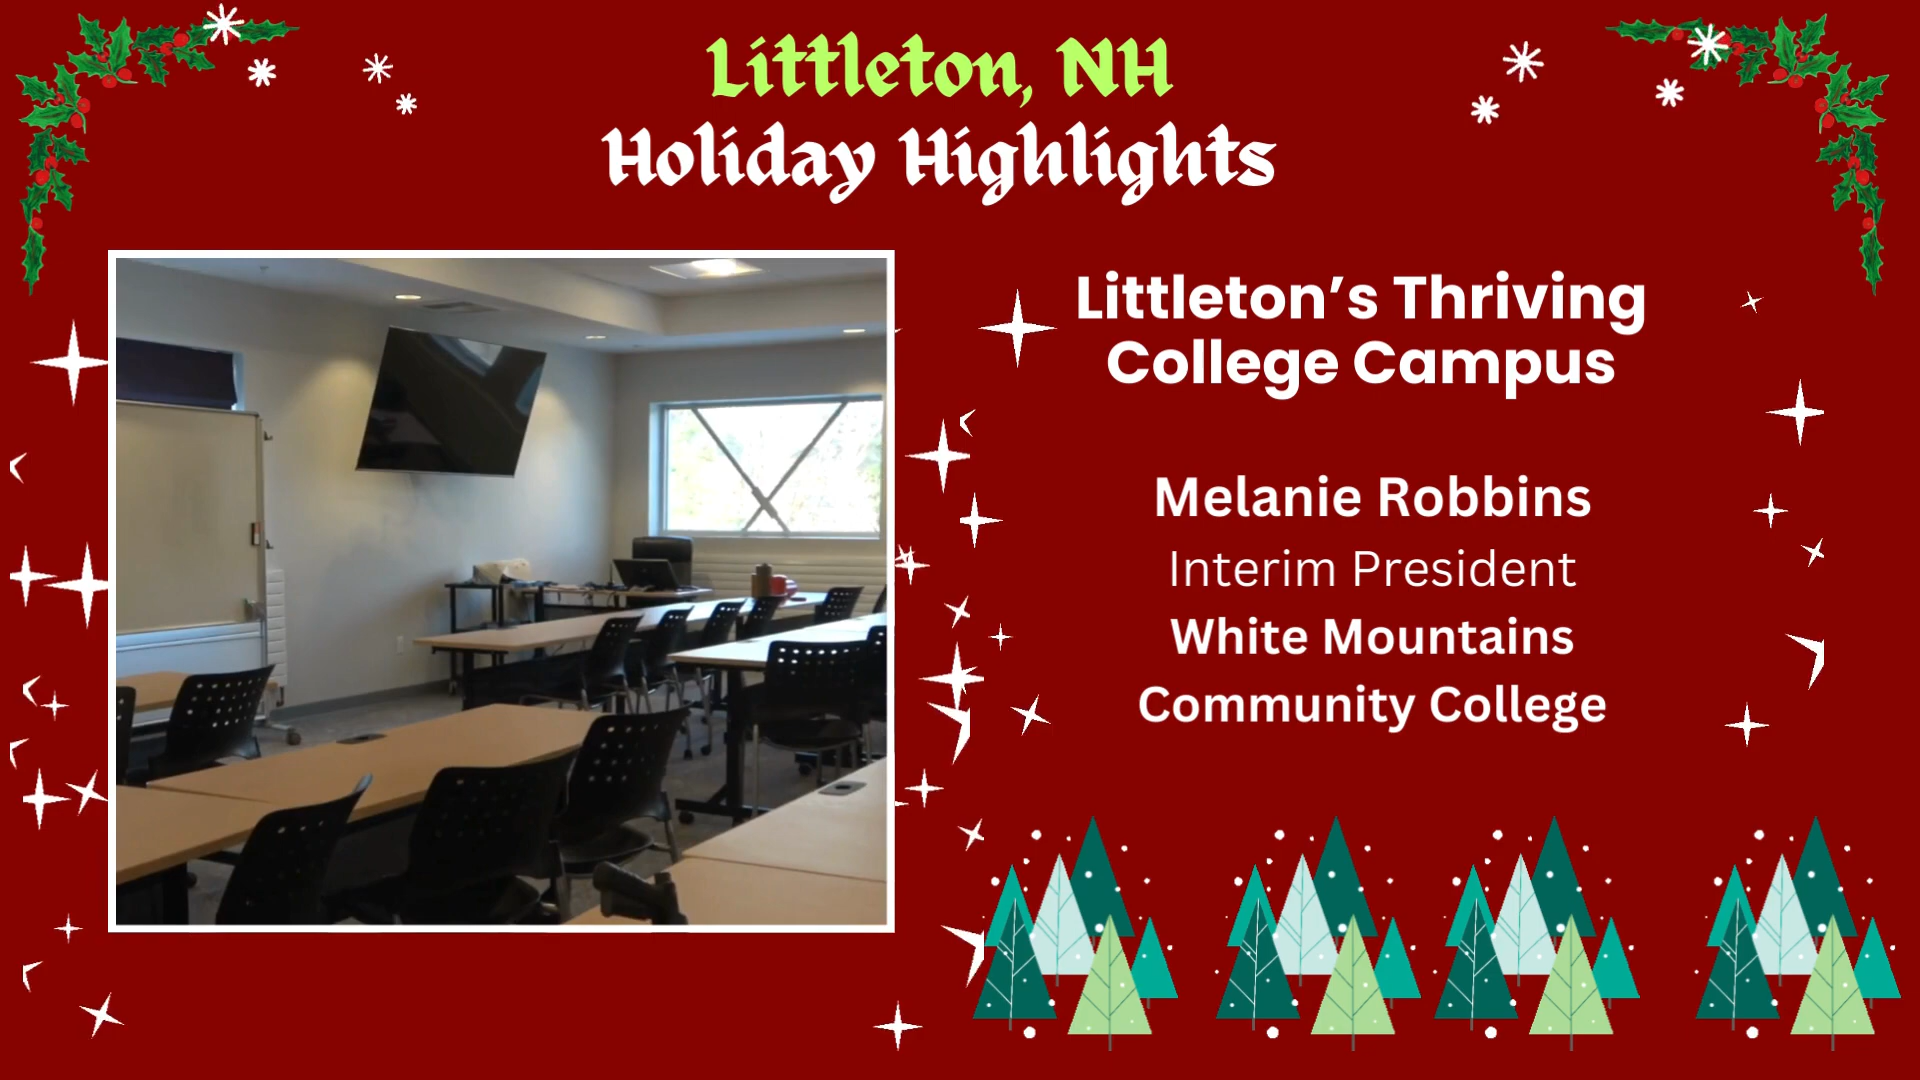 Littleton, NH
Holiday Highlights
Littleton’s Thriving
College Campus
Melanie Robbins
Interim President
White Mountains
Community College